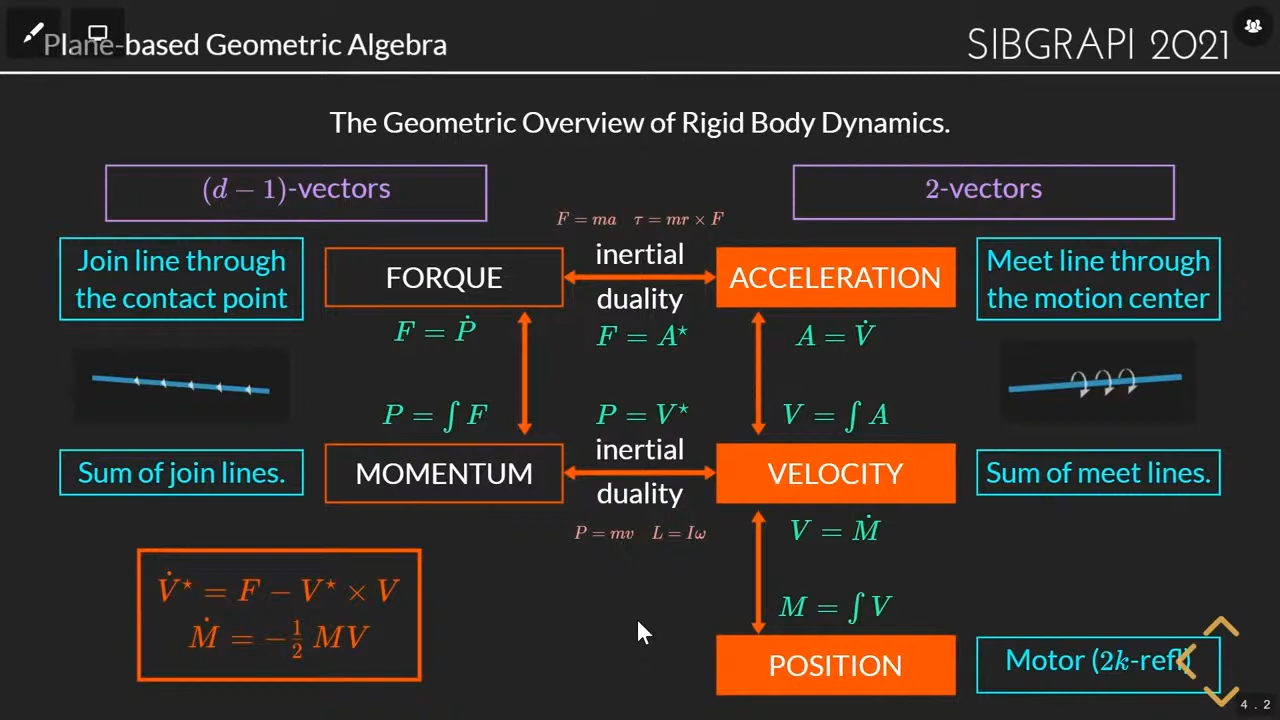 Plane-based Geometric Algebra
SIBGRAPI 2021
The Geometric Overview of Rigid Body Dynamics.
(d − 1)-vectors
2-vectors
F = ma τ = mr × F
Join line through
the contact point
FORQUE
inertial
duality
ACCELERATION
Meet line through
the motion center
F = Ṗ
F = A⋆
A = V̇
P = ∫ F
P = V⋆
V = ∫ A
Sum of join lines.
MOMENTUM
inertial
duality
VELOCITY
Sum of meet lines.
P = mv L = Iω
V = Ṁ
V̇⋆ = F − V⋆ × V
Ṁ = −½ MV
M = ∫ V
POSITION
Motor (2k-refl)
4.2